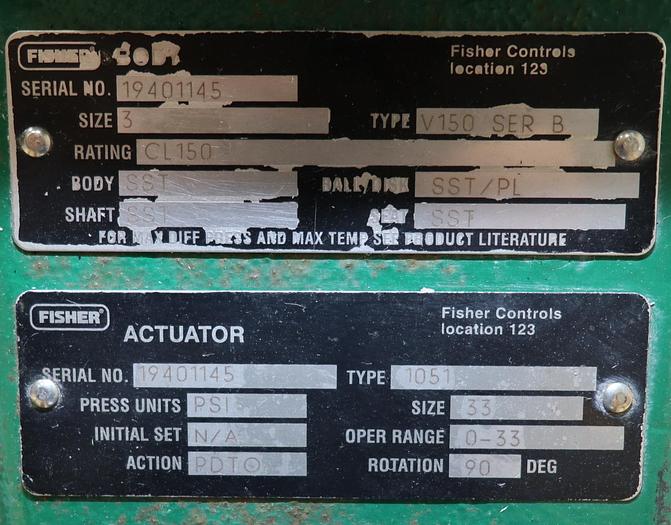 FISHER
Fisher Controls
location 123
SERIAL NO. 19401145
SIZE 3 TYPE V150 SER B
RATING CL150
BODY SST BALL/DISK SST/PL
SHAFT SST SEAT SST
FOR MAX DIFF PRESS AND MAX TEMP SEE PRODUCT LITERATURE
FISHER
Fisher Controls
location 123
ACTUATOR
SERIAL NO. 19401145 TYPE 1051
PRESS UNITS PSI SIZE 33
INITIAL SET N/A OPER RANGE 0-33
ACTION PDTO ROTATION 90 DEG